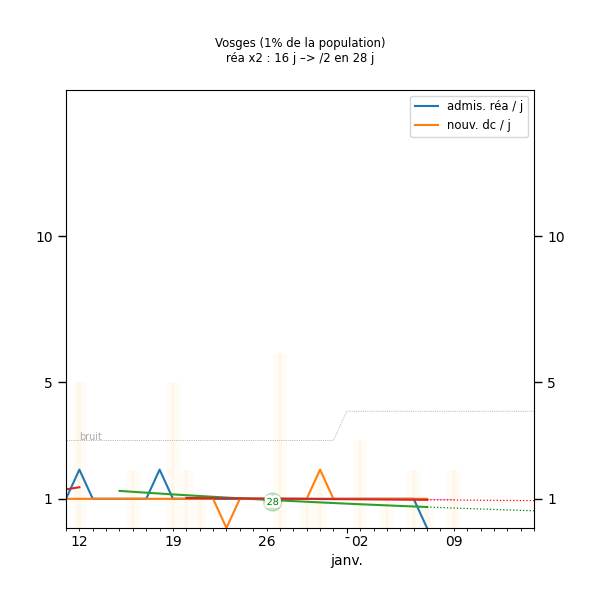 Vosges (1% de la population)
réa x2 : 16 j –> /2 en 28 j
admis. réa / j
nouv. dc / j
10
10
5
5
bruit
28
1
1
12
19
26
02
09
janv.